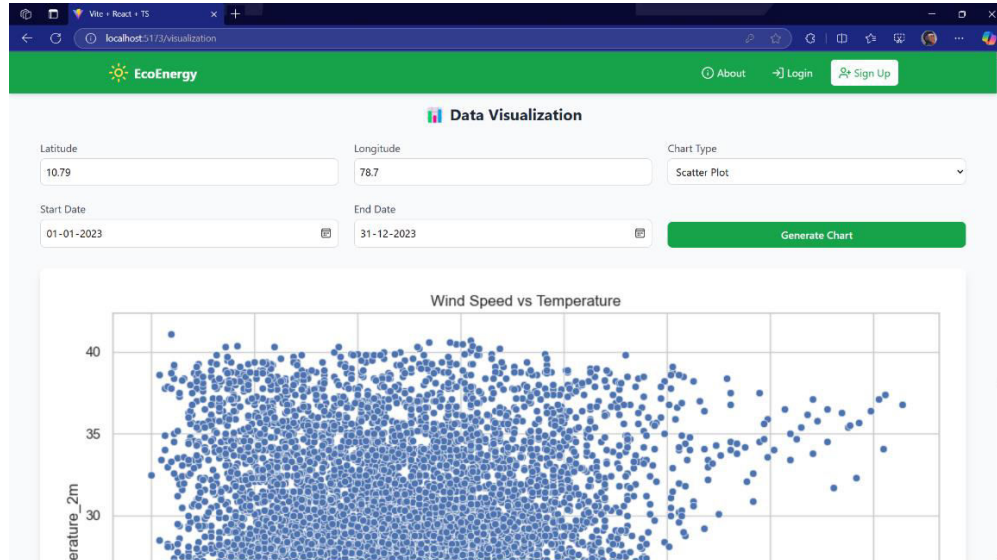 Vite + React + TS
localhost:5173/visualization
EcoEnergy
About
Login
Sign Up
Data Visualization
Latitude
Longitude
Chart Type
10.79
78.7
Scatter Plot
Start Date
End Date
01-01-2023
31-12-2023
Generate Chart
Wind Speed vs Temperature
40
35
30
erature_2m